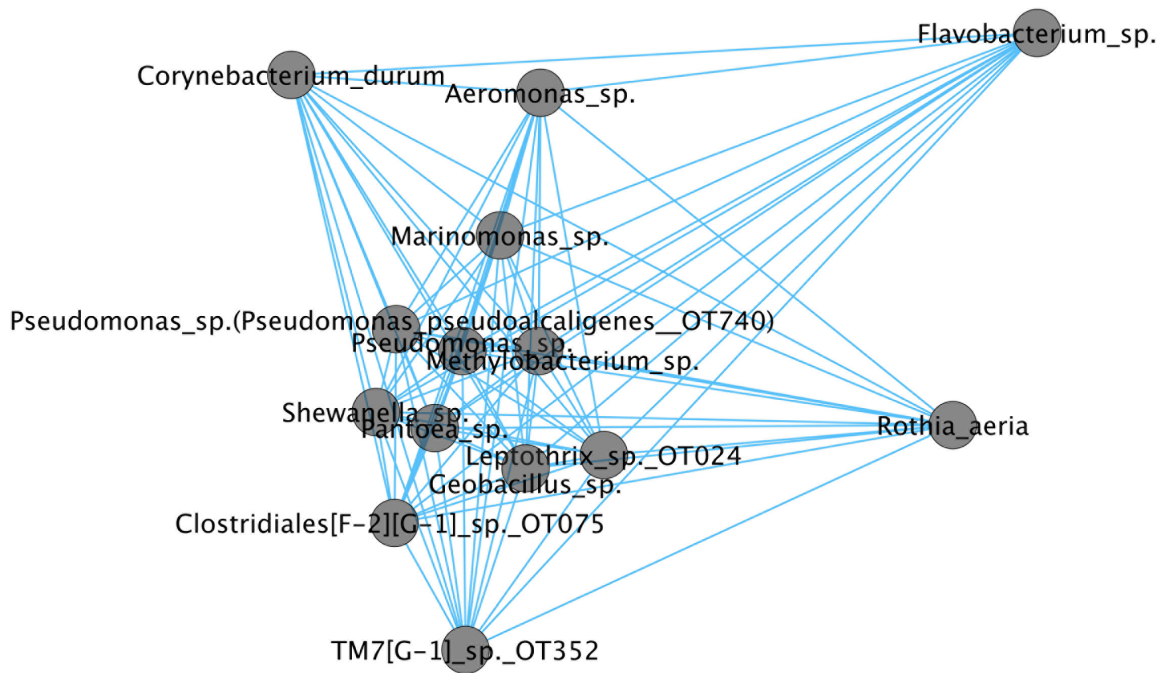 Flavobacterium_sp.
Corynebacterium_durum
Aeromonas_sp.
Marinomonas_sp.
Pseudomonas_sp.(Pseudomonas_pseudoalcaligenes__OT740)
Pseudomonas_sp.
Methylobacterium_sp.
Shewanella_sp.
Pantoea_sp.
Rothia_aeria
Leptothrix_sp._OT024
Geobacillus_sp.
Clostridiales[F-2][G-1]_sp._OT075
TM7[G-1]_sp._OT352